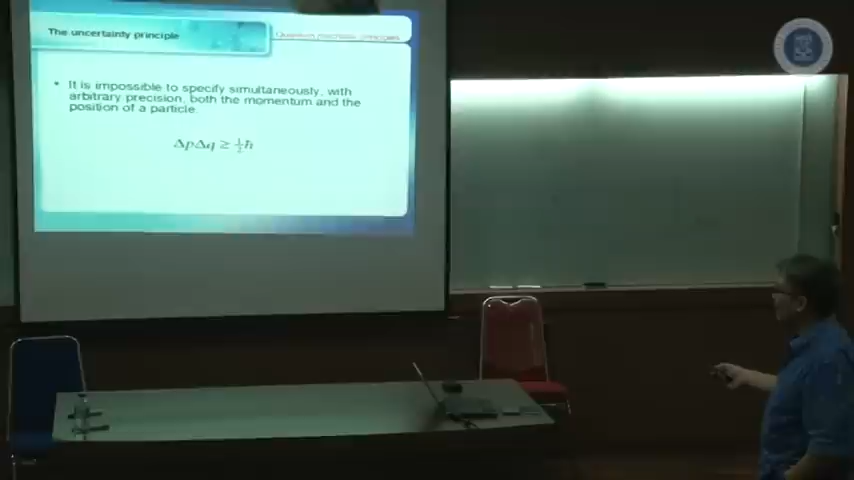 The uncertainty principle
Quantum mechanic principles
• It is impossible to specify simultaneously, with
arbitrary precision, both the momentum and the
position of a particle.
ΔpΔq ≥ ½ħ